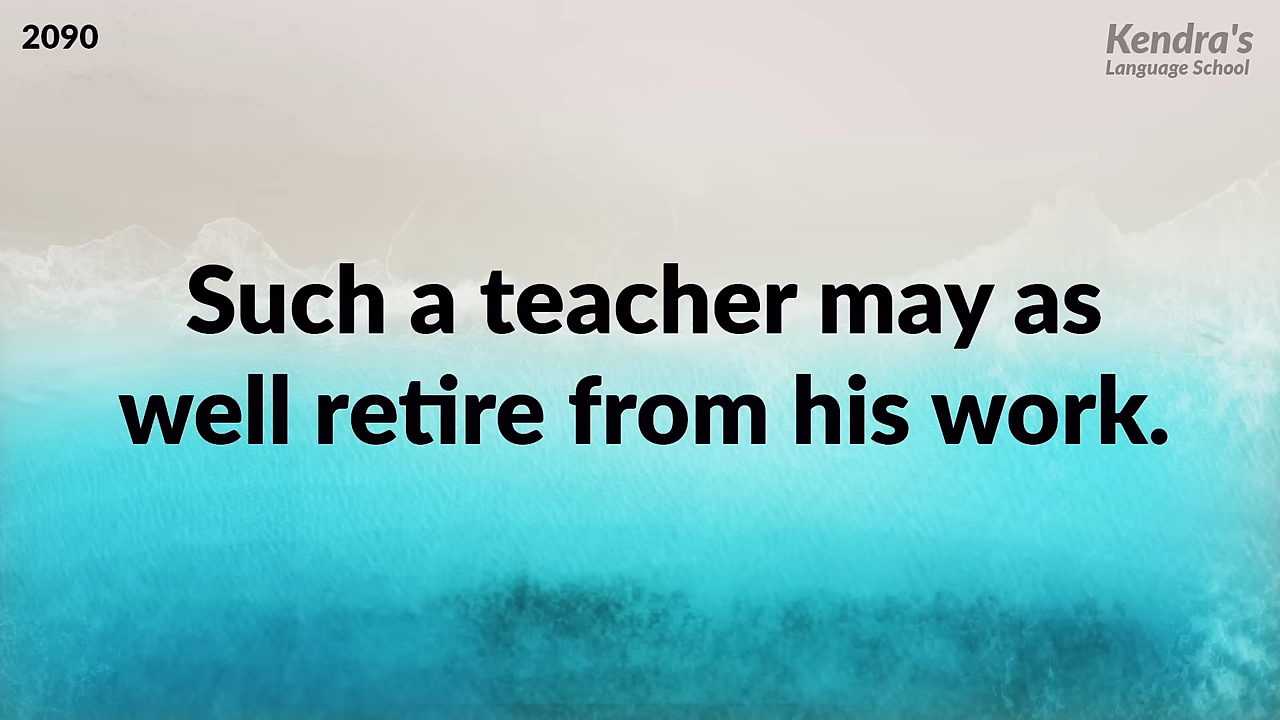 2090
Kendra's
Language School
Such a teacher may as
well retire from his work.